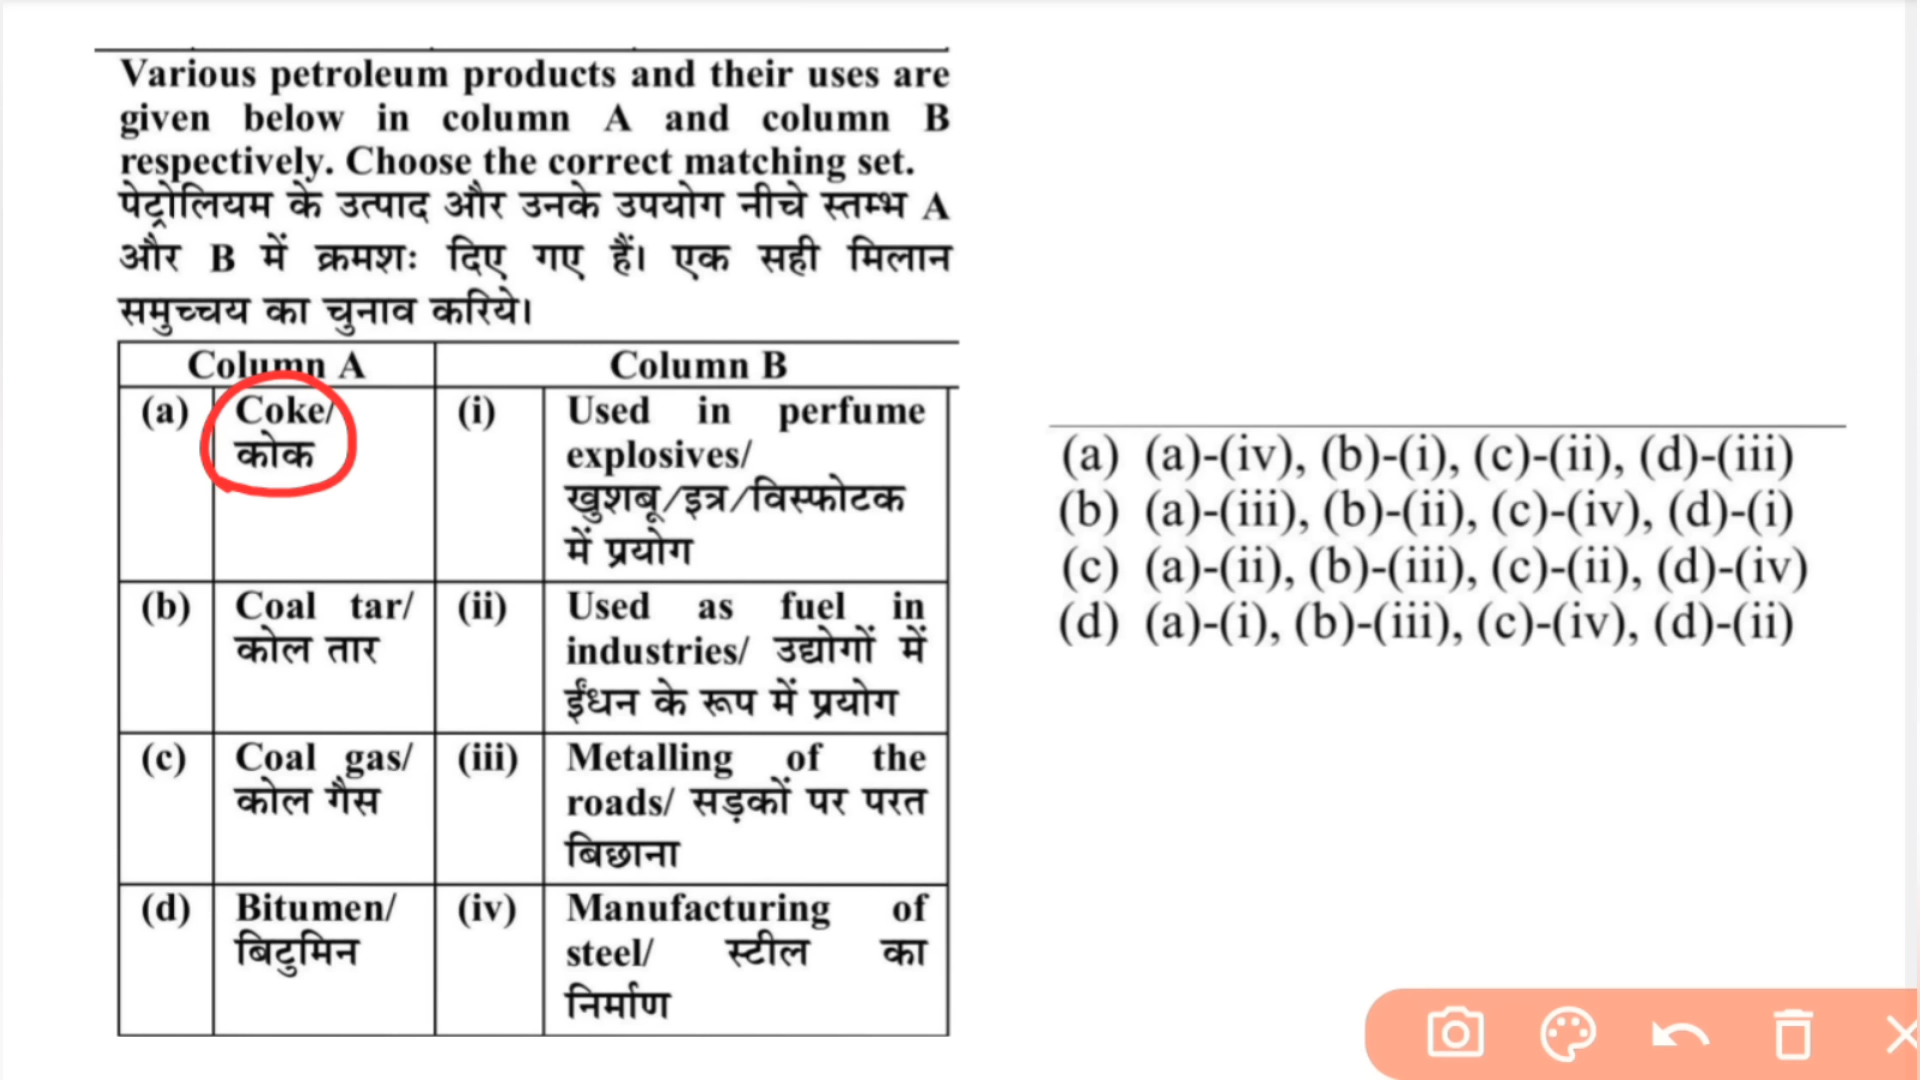 Various petroleum products and their uses are
given below in column A and column B
respectively. Choose the correct matching set.
पेट्रोलियम के उत्पाद और उनके उपयोग नीचे स्तम्भ A
और B में क्रमशः दिए गए हैं। एक सही मिलान
समुच्चय का चुनाव करिये।
Column A Column B
(a) Coke/ (i) Used in perfume
कोक explosives/
खुशबू/इत्र/विस्फोटक
में प्रयोग
(b) Coal tar/ (ii) Used as fuel in
कोल तार industries/ उद्योगों में
ईंधन के रूप में प्रयोग
(c) Coal gas/ (iii) Metalling of the
कोल गैस roads/ सड़कों पर परत
बिछाना
(d) Bitumen/ (iv) Manufacturing of
बिटुमिन steel/ स्टील का
निर्माण
(a) (a)-(iv), (b)-(i), (c)-(ii), (d)-(iii)
(b) (a)-(iii), (b)-(ii), (c)-(iv), (d)-(i)
(c) (a)-(ii), (b)-(iii), (c)-(ii), (d)-(iv)
(d) (a)-(i), (b)-(iii), (c)-(iv), (d)-(ii)